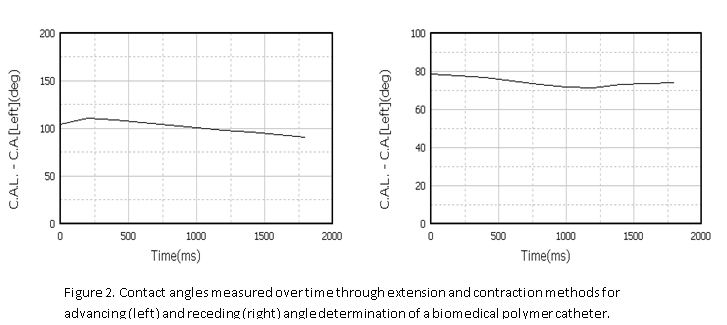 200
150
100
50
0
0 500 1000 1500 2000
Time(ms)
C.A.L. - C.A.[Left](deg)
100
80
60
40
20
0
0 500 1000 1500 2000
Time(ms)
C.A.L. - C.A.[Left](deg)
Figure 2. Contact angles measured over time through extension and contraction methods for
advancing (left) and receding (right) angle determination of a biomedical polymer catheter.